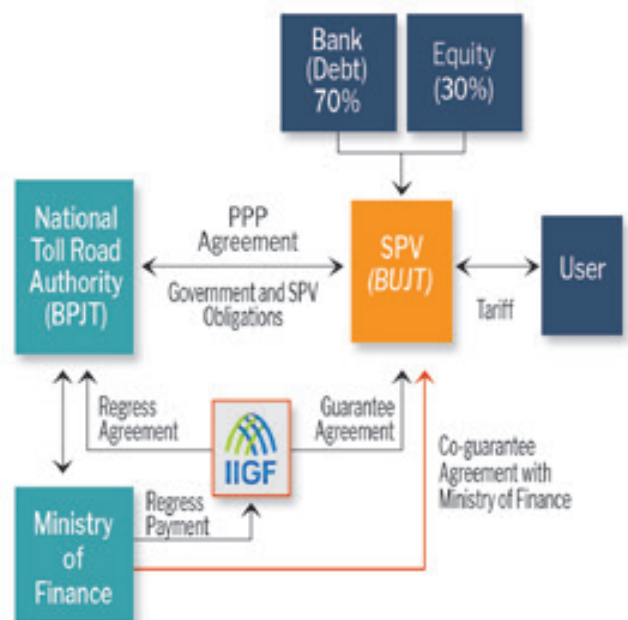 Bank
(Debt)
70%
Equity
(30%)
National
Toll Road
Authority
(BPJT)
PPP
Agreement
Government and SPV
Obligations
SPV
(BUJT)
Tariff
User
Regress
Agreement
IIGF
Guarantee
Agreement
Co-guarantee
Agreement with
Ministry of Finance
Regress
Payment
Ministry
of
Finance